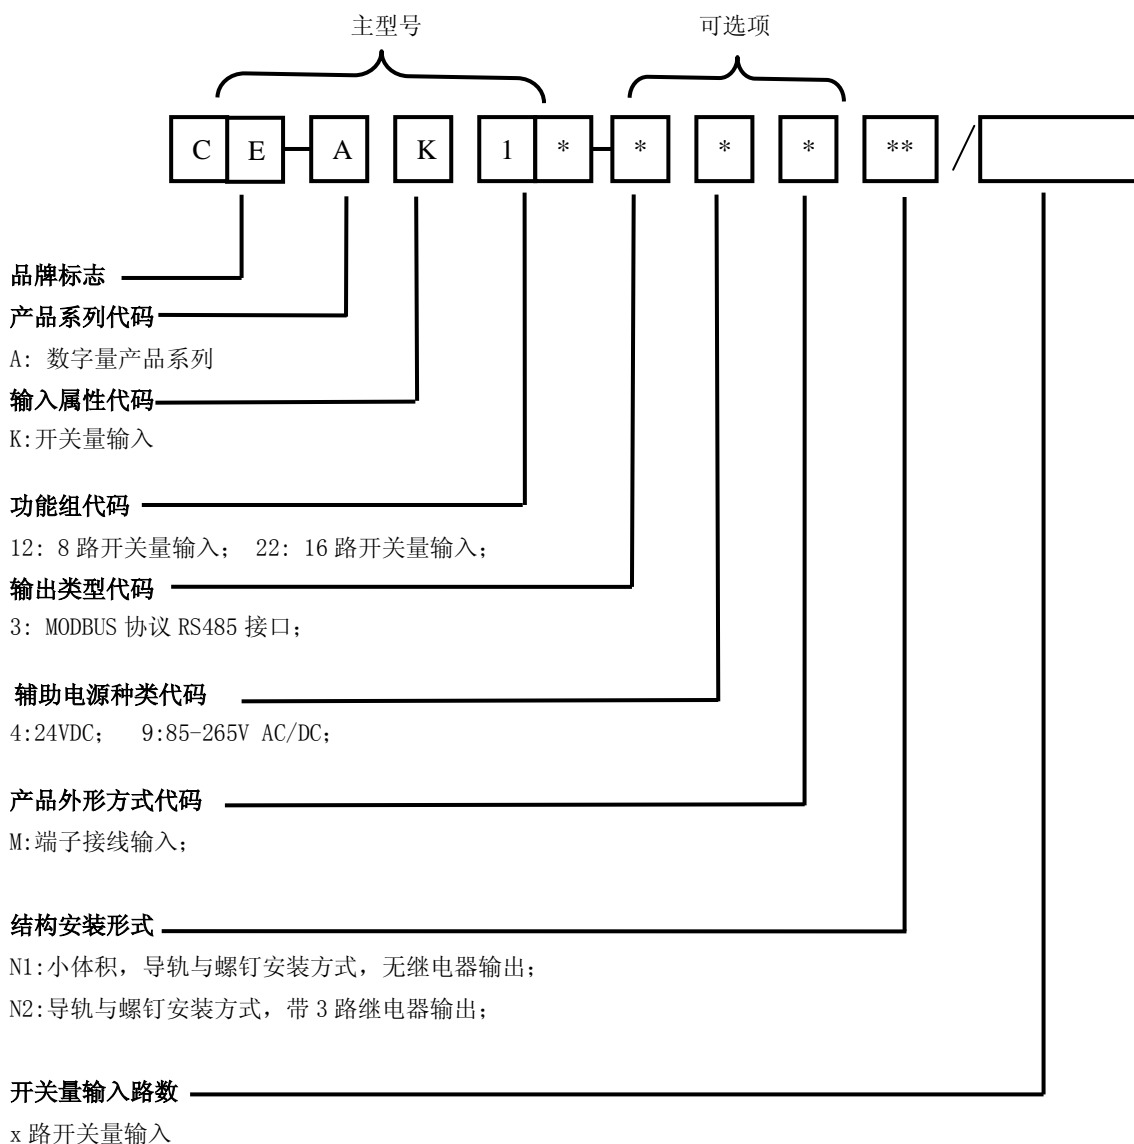 主型号 可选项
C E - A K 1 * - * * * ** /
品牌标志
产品系列代码
A: 数字量产品系列
输入属性代码
K:开关量输入
功能组代码
12: 8 路开关量输入; 22: 16 路开关量输入;
输出类型代码
3: MODBUS 协议 RS485 接口;
辅助电源种类代码
4:24VDC; 9:85-265V AC/DC;
产品外形方式代码
M:端子接线输入;
结构安装形式
N1:小体积，导轨与螺钉安装方式，无继电器输出;
N2:导轨与螺钉安装方式，带 3 路继电器输出;
开关量输入路数
x 路开关量输入